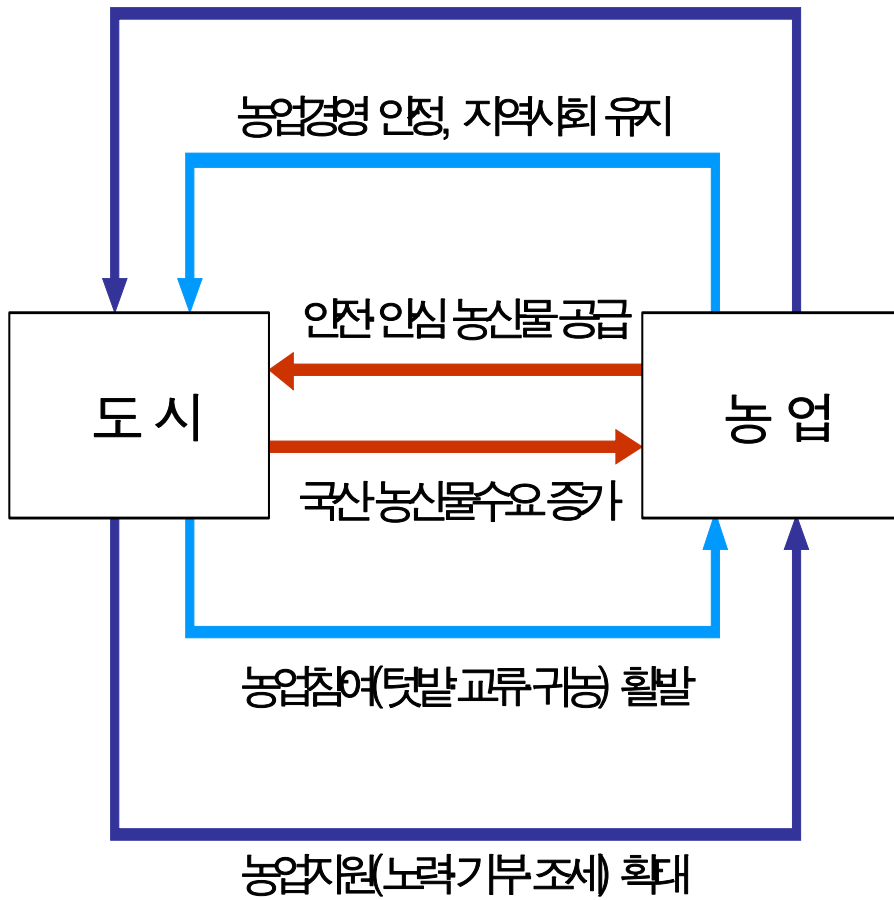 농업경영 안정, 지역사회 유지
안전·안심 농산물 공급
도 시
농 업
국산 농산물수요 증가
농업참여(텃밭·교류·귀농) 활발
농업지원(노력·기부·조세) 확대